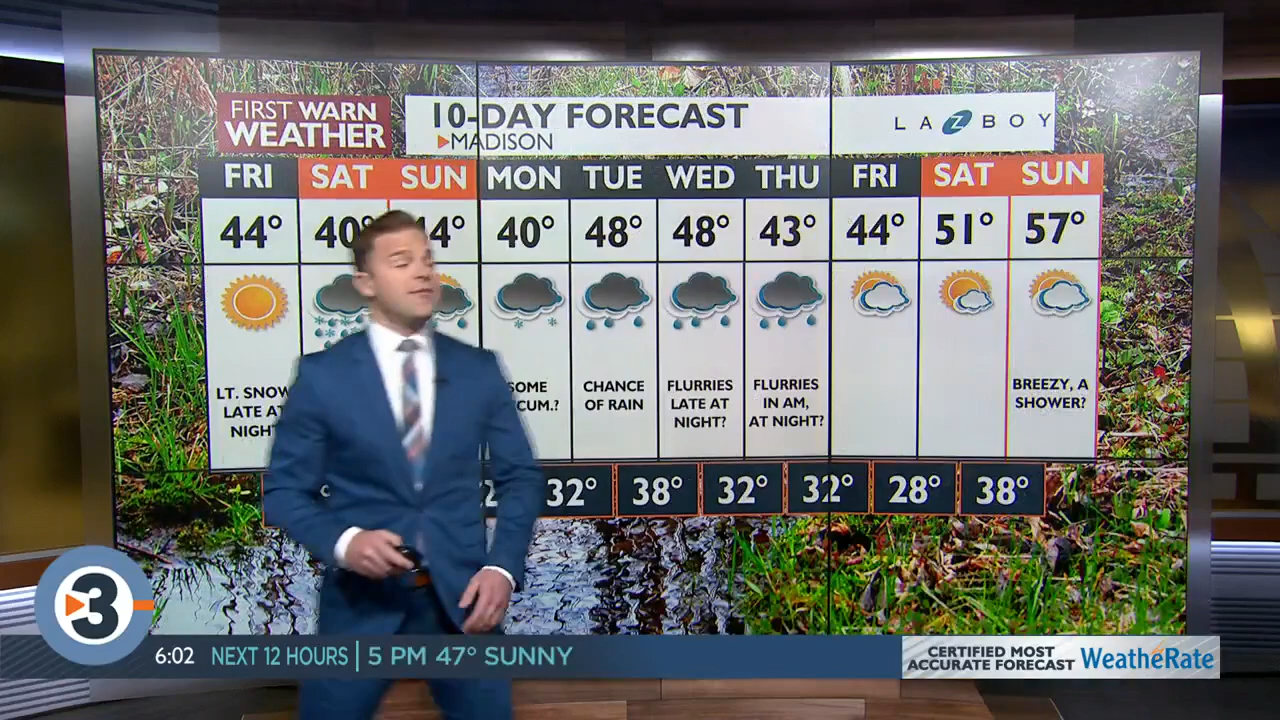 FIRST WARN
WEATHER
10-DAY FORECAST
MADISON
LA Z BOY
FRI SAT SUN MON TUE WED THU FRI SAT SUN
44° 40° 40° 48° 48° 43° 44° 51° 57°
LT. SNOW
LATE AT
NIGHT
SOME
CHANCE
OF RAIN
FLURRIES
LATE AT
NIGHT?
FLURRIES
IN AM,
AT NIGHT?
BREEZY, A
SHOWER?
32° 38° 32° 32° 28° 38°
3
6:02 NEXT 12 HOURS 5 PM 47° SUNNY
CERTIFIED MOST
ACCURATE FORECAST
WeatheRate